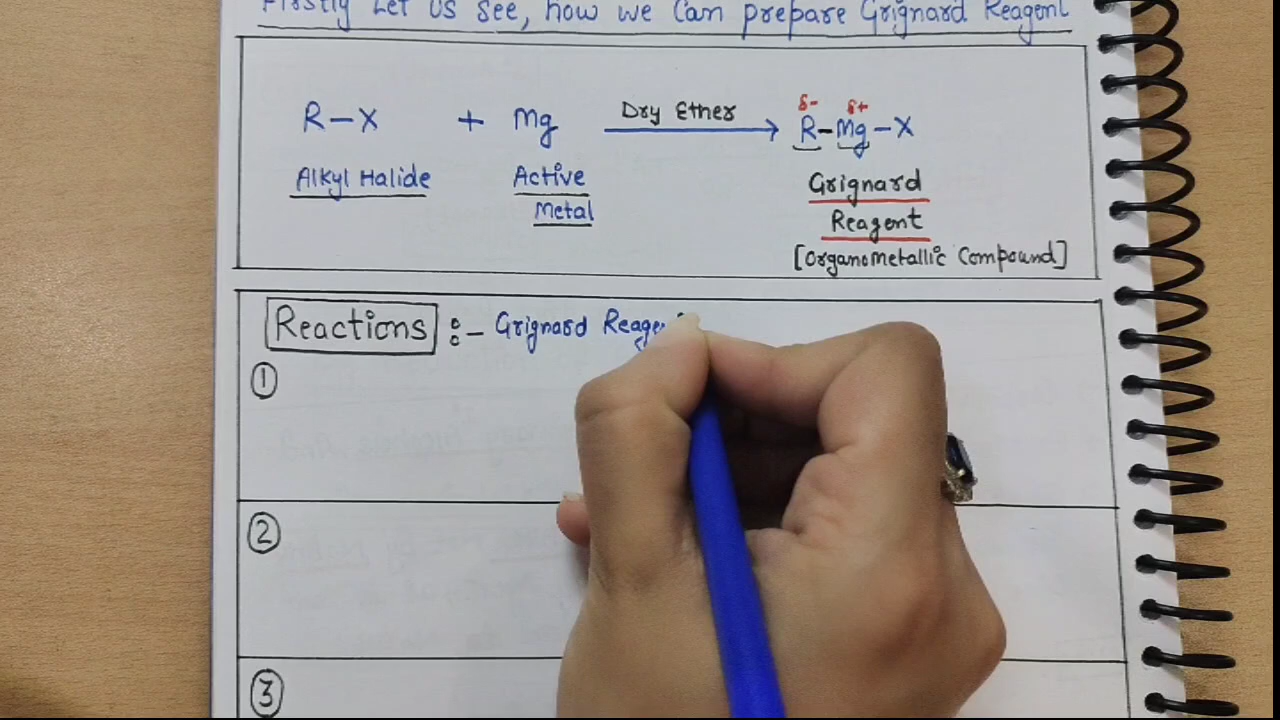 Firstly Let Us See, how we can prepare Grignard Reagent
R-X + Mg Dry Ether → R-Mg-X
δ- δ+
Alkyl Halide Active Metal Grignard Reagent
[Organometallic Compound]
Reactions :- Grignard Reagen
①
②
③